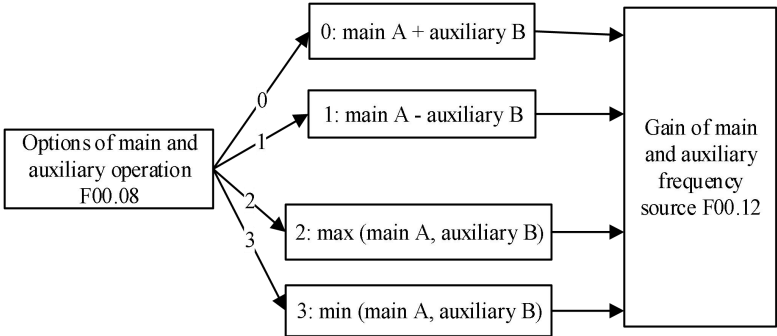 0: main A + auxiliary B
0
1: main A - auxiliary B
1
Options of main and
auxiliary operation
F00.08
Gain of main
and auxiliary
frequency
source F00.12
2
2: max (main A, auxiliary B)
3
3: min (main A, auxiliary B)